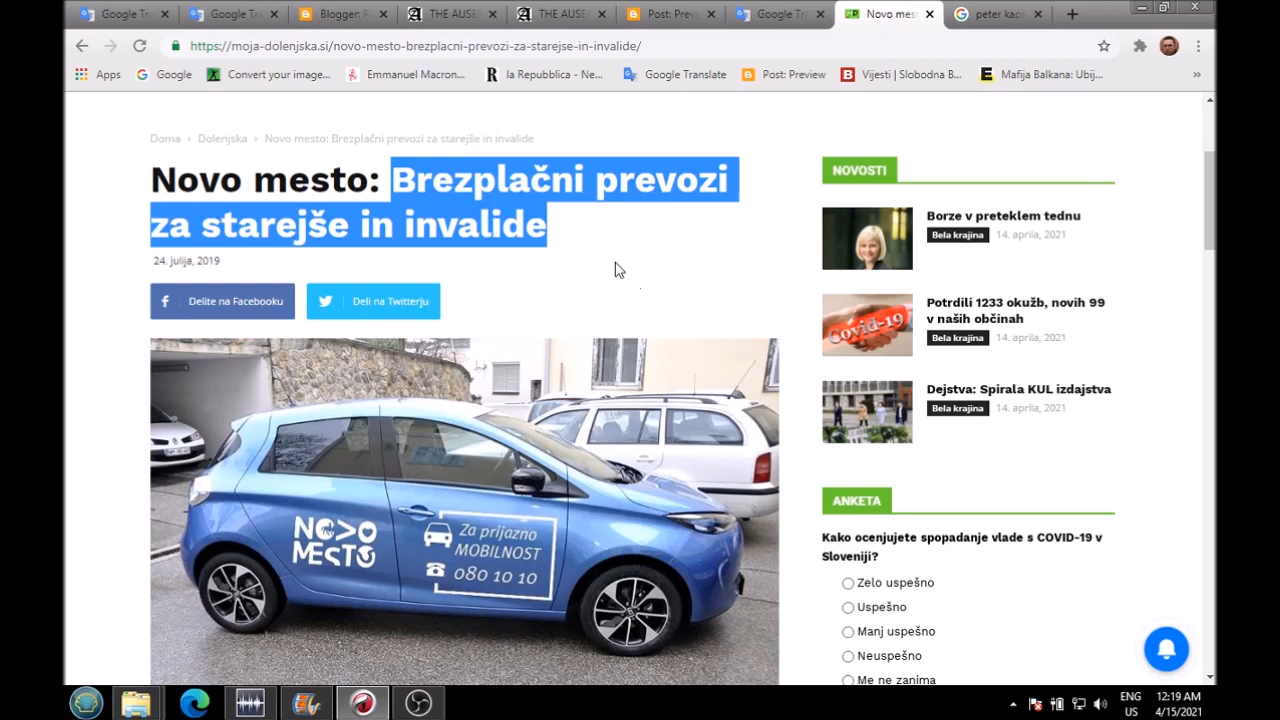 Google Tra
Google Tra
Blogger: P
THE AUSE
THE AUSE
Post: Prev
Google Tra
Novo mes
peter kap
https://moja-dolenjska.si/novo-mesto-brezplacni-prevozi-za-starejse-in-invalide/
Apps
Google
Convert your image...
Emmanuel Macron...
la Repubblica - Ne...
Google Translate
Post: Preview
Vijesti | Slobodna B...
Mafija Balkana: Ubij...
»
Doma › Dolenjska › Novo mesto: Brezplačni prevozi za starejše in invalide
Novo mesto: Brezplačni prevozi
za starejše in invalide
24. julija, 2019
Delite na Facebooku
Deli na Twitterju
NOVO
MESTO
Za prijazno
MOBILNOST
080 10 10
NOVOSTI
Borze v preteklem tednu
Bela krajina 14. aprila, 2021
Covid-19
Potrdili 1233 okužb, novih 99
v naših občinah
Bela krajina 14. aprila, 2021
Dejstva: Spirala KUL izdajstva
Bela krajina 14. aprila, 2021
ANKETA
Kako ocenjujete spopadanje vlade s COVID-19 v
Sloveniji?
Zelo uspešno
Uspešno
Manj uspešno
Neuspešno
Me ne zanima
ENG
US
12:19 AM
4/15/2021